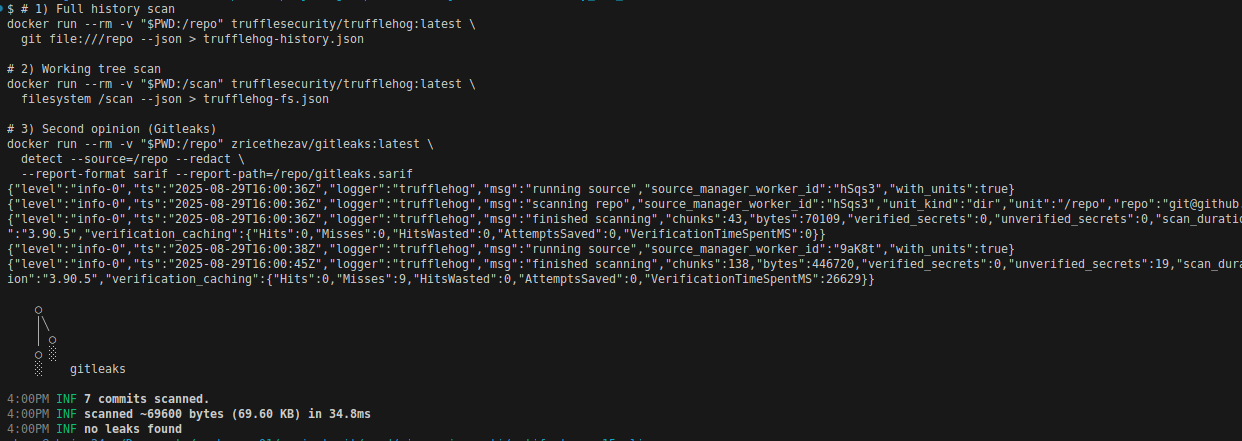 $ # 1) Full history scan
docker run --rm -v "$PWD:/repo" trufflesecurity/trufflehog:latest \
  git file:///repo --json > trufflehog-history.json
# 2) Working tree scan
docker run --rm -v "$PWD:/scan" trufflesecurity/trufflehog:latest \
  filesystem /scan --json > trufflehog-fs.json
# 3) Second opinion (Gitleaks)
docker run --rm -v "$PWD:/repo" zricethezav/gitleaks:latest \
  detect --source=/repo --redact \
  --report-format sarif --report-path=/repo/gitleaks.sarif
{"level":"info-0","ts":"2025-08-29T16:00:36Z","logger":"trufflehog","msg":"running source","source_manager_worker_id":"hSqs3","with_units":true}
{"level":"info-0","ts":"2025-08-29T16:00:36Z","logger":"trufflehog","msg":"scanning repo","source_manager_worker_id":"hSqs3","unit_kind":"dir","unit":"/repo","repo":"git@github.
{"level":"info-0","ts":"2025-08-29T16:00:36Z","logger":"trufflehog","msg":"finished scanning","chunks":43,"bytes":70109,"verified_secrets":0,"unverified_secrets":0,"scan_duratio
":"3.90.5","verification_caching":{"Hits":0,"Misses":0,"HitsWasted":0,"AttemptsSaved":0,"VerificationTimeSpentMS":0}}
{"level":"info-0","ts":"2025-08-29T16:00:38Z","logger":"trufflehog","msg":"running source","source_manager_worker_id":"9aK8t","with_units":true}
{"level":"info-0","ts":"2025-08-29T16:00:45Z","logger":"trufflehog","msg":"finished scanning","chunks":138,"bytes":446720,"verified_secrets":0,"unverified_secrets":19,"scan_dura
ion":"3.90.5","verification_caching":{"Hits":0,"Misses":9,"HitsWasted":0,"AttemptsSaved":0,"VerificationTimeSpentMS":26629}}
gitleaks
4:00PM INF 7 commits scanned.
4:00PM INF scanned ~69600 bytes (69.60 KB) in 34.8ms
4:00PM INF no leaks found